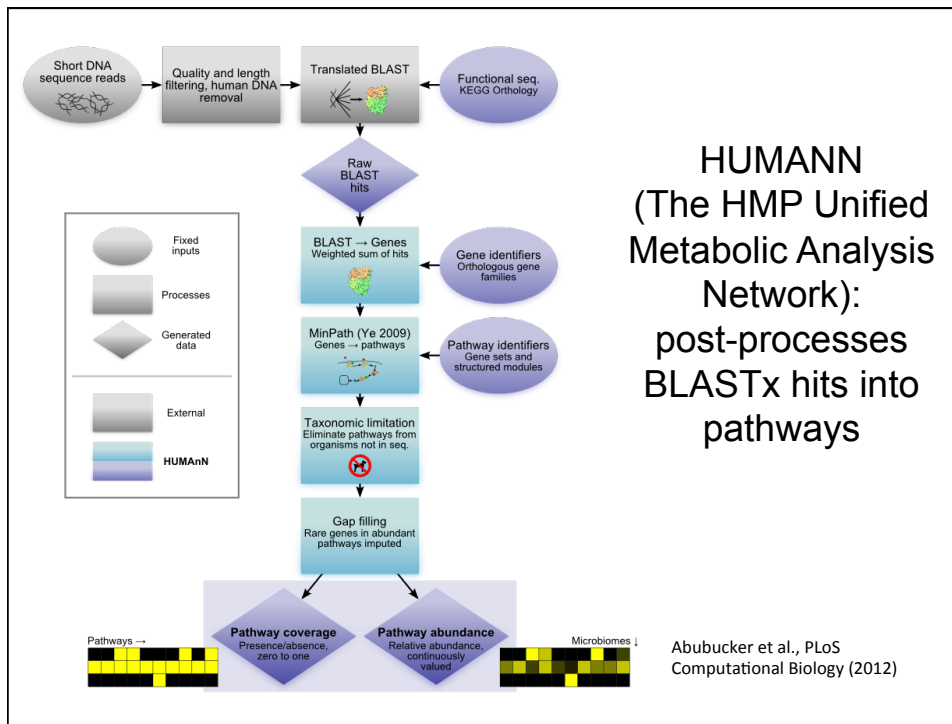 Short DNA
sequence reads
Quality and length
filtering, human DNA
removal
Translated BLAST
Functional seq.
KEGG Orthology
Raw
BLAST
hits
BLAST → Genes
Weighted sum of hits
Gene identifiers
Orthologous gene
families
MinPath (Ye 2009)
Genes → pathways
Pathway identifiers
Gene sets and
structured modules
Taxonomic limitation
Eliminate pathways from
organisms not in seq.
Gap filling
Rare genes in abundant
pathways imputed
Pathway coverage
Presence/absence,
zero to one
Pathway abundance
Relative abundance,
continuously
valued
Pathways →
Microbiomes ↓
Fixed
inputs
Processes
Generated
data
External
HUMAnN
HUMANN
(The HMP Unified
Metabolic Analysis
Network):
post-processes
BLASTx hits into
pathways
Abubucker et al., PLoS
Computational Biology (2012)